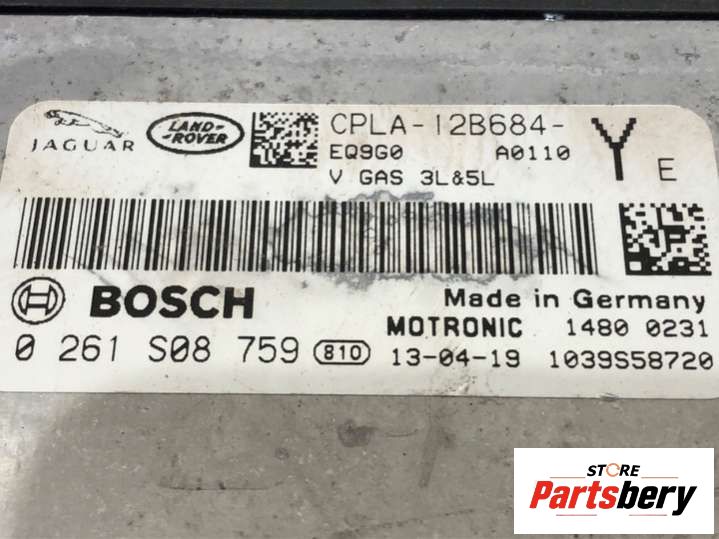 JAGUAR
LAND-
ROVER
CPLA-12B684-
EQ9G0 A0110
V GAS 3L&5L
Y E
BOSCH
Made in Germany
MOTRONIC 1480 0231
0 261 S08 759 810 13-04-19 1039S58720
STORE
Partsbery